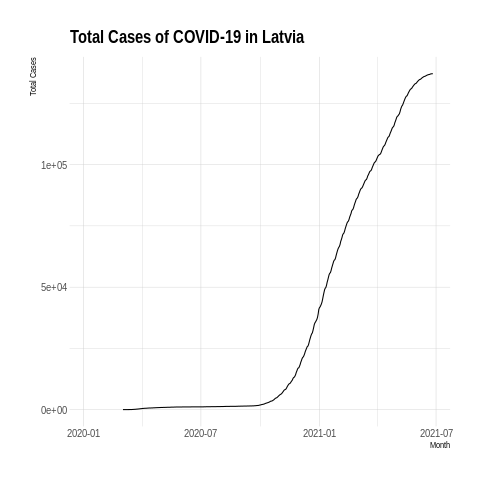 Total Cases of COVID-19 in Latvia
Total Cases
1e+05
5e+04
0e+00
2020-01 2020-07 2021-01 2021-07
Month